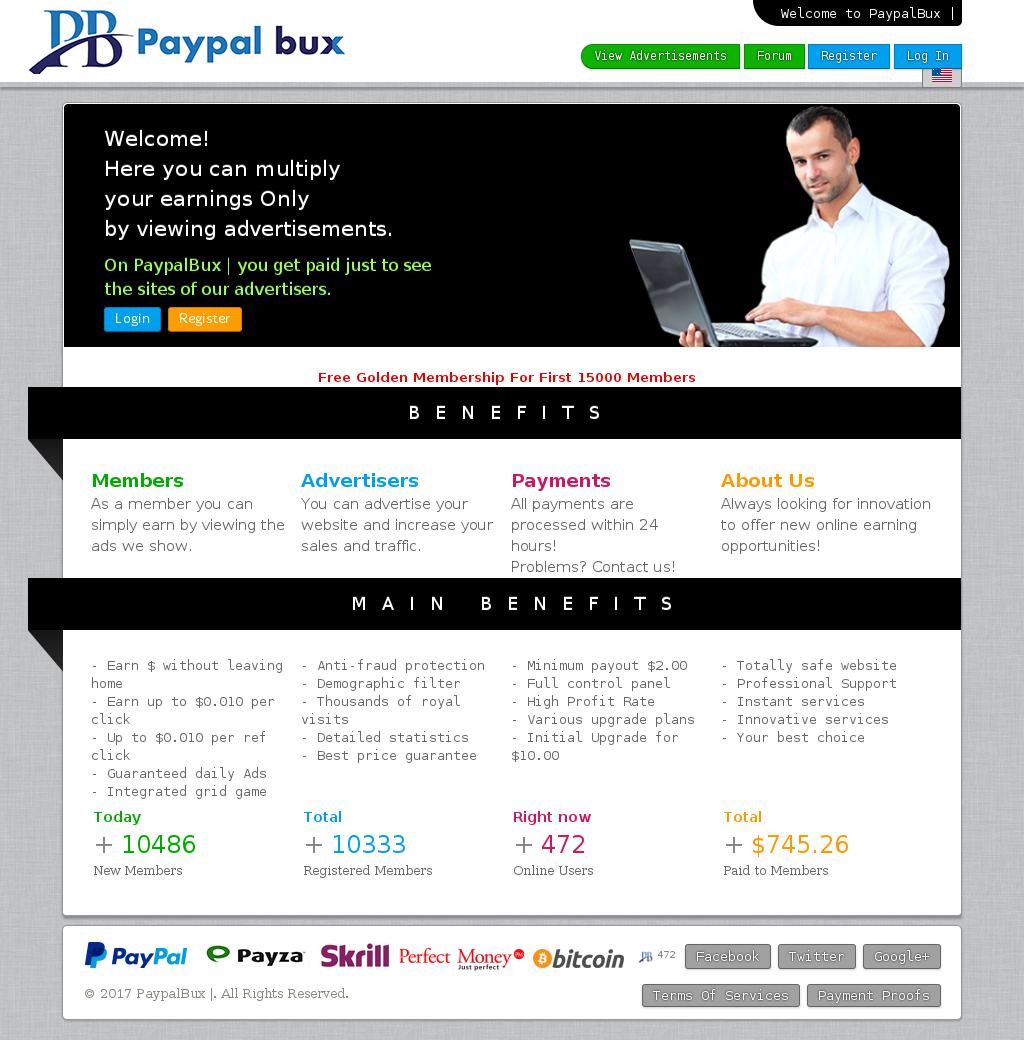 Welcome to PaypalBux |
PB Paypal bux
View Advertisements Forum Register Log In
Welcome!
Here you can multiply
your earnings Only
by viewing advertisements.
On PaypalBux | you get paid just to see
the sites of our advertisers.
Login Register
Free Golden Membership For First 15000 Members
BENEFITS
Members
As a member you can
simply earn by viewing the
ads we show.
Advertisers
You can advertise your
website and increase your
sales and traffic.
Payments
All payments are
processed within 24
hours!
Problems? Contact us!
About Us
Always looking for innovation
to offer new online earning
opportunities!
MAIN BENEFITS
- Earn $ without leaving
home
- Earn up to $0.010 per
click
- Up to $0.010 per ref
click
- Guaranteed daily Ads
- Integrated grid game
- Anti-fraud protection
- Demographic filter
- Thousands of royal
visits
- Detailed statistics
- Best price guarantee
- Minimum payout $2.00
- Full control panel
- High Profit Rate
- Various upgrade plans
- Initial Upgrade for
$10.00
- Totally safe website
- Professional Support
- Instant services
- Innovative services
- Your best choice
Today
+ 10486
New Members
Total
+ 10333
Registered Members
Right now
+ 472
Online Users
Total
+ $745.26
Paid to Members
PayPal Payza Skrill Perfect Money PM bitcoin PB 472 Facebook Twitter Google+
Just perfect
© 2017 PaypalBux |. All Rights Reserved. Terms Of Services Payment Proofs